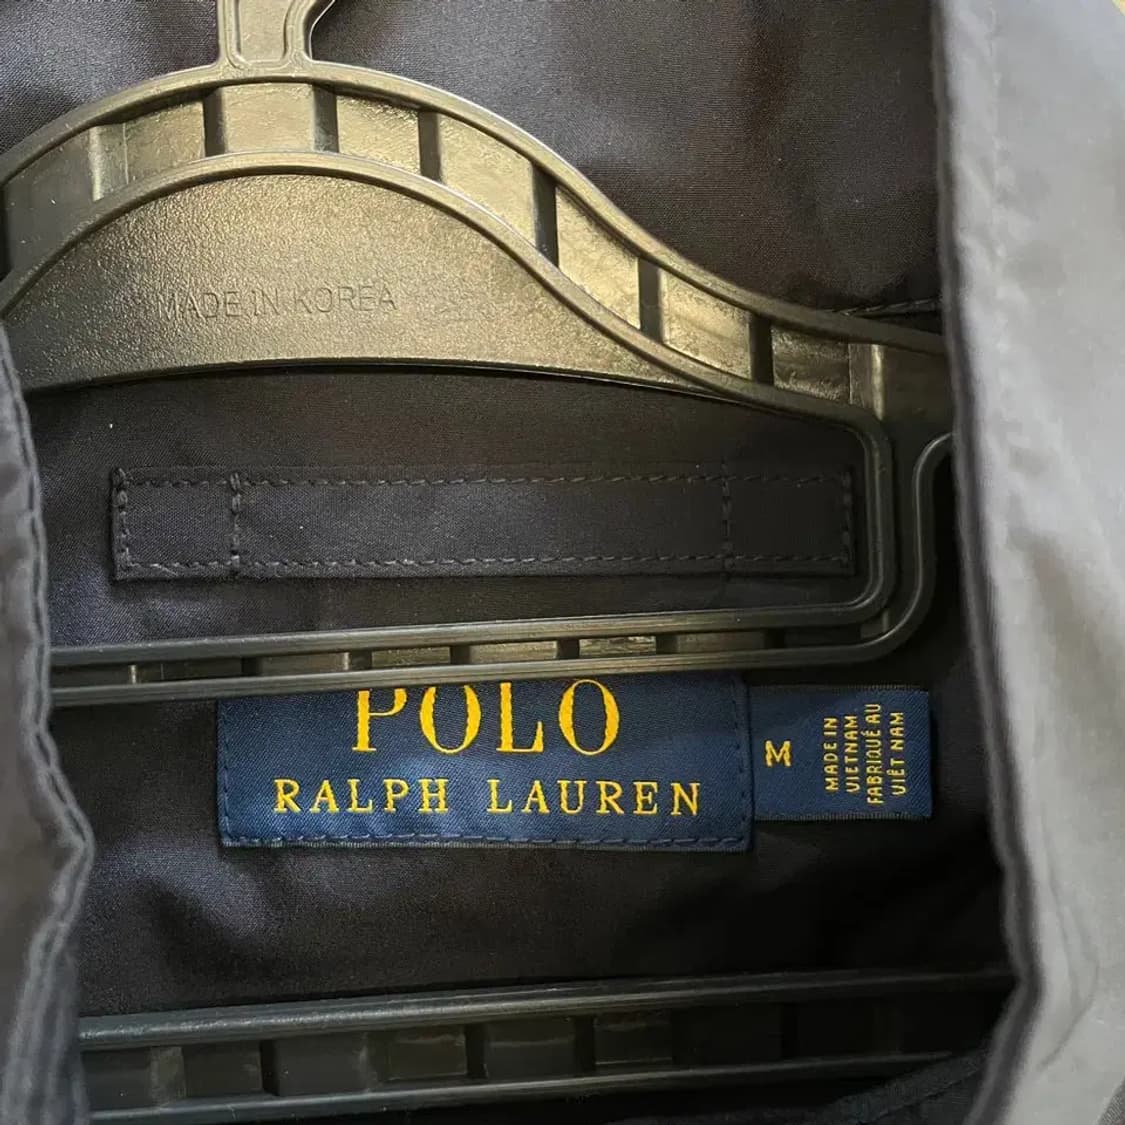 MADE IN KOREA
POLO
RALPH LAUREN
M
MADE IN
VIETNAM
FABRIQUÉ AU
VIÊT NAM